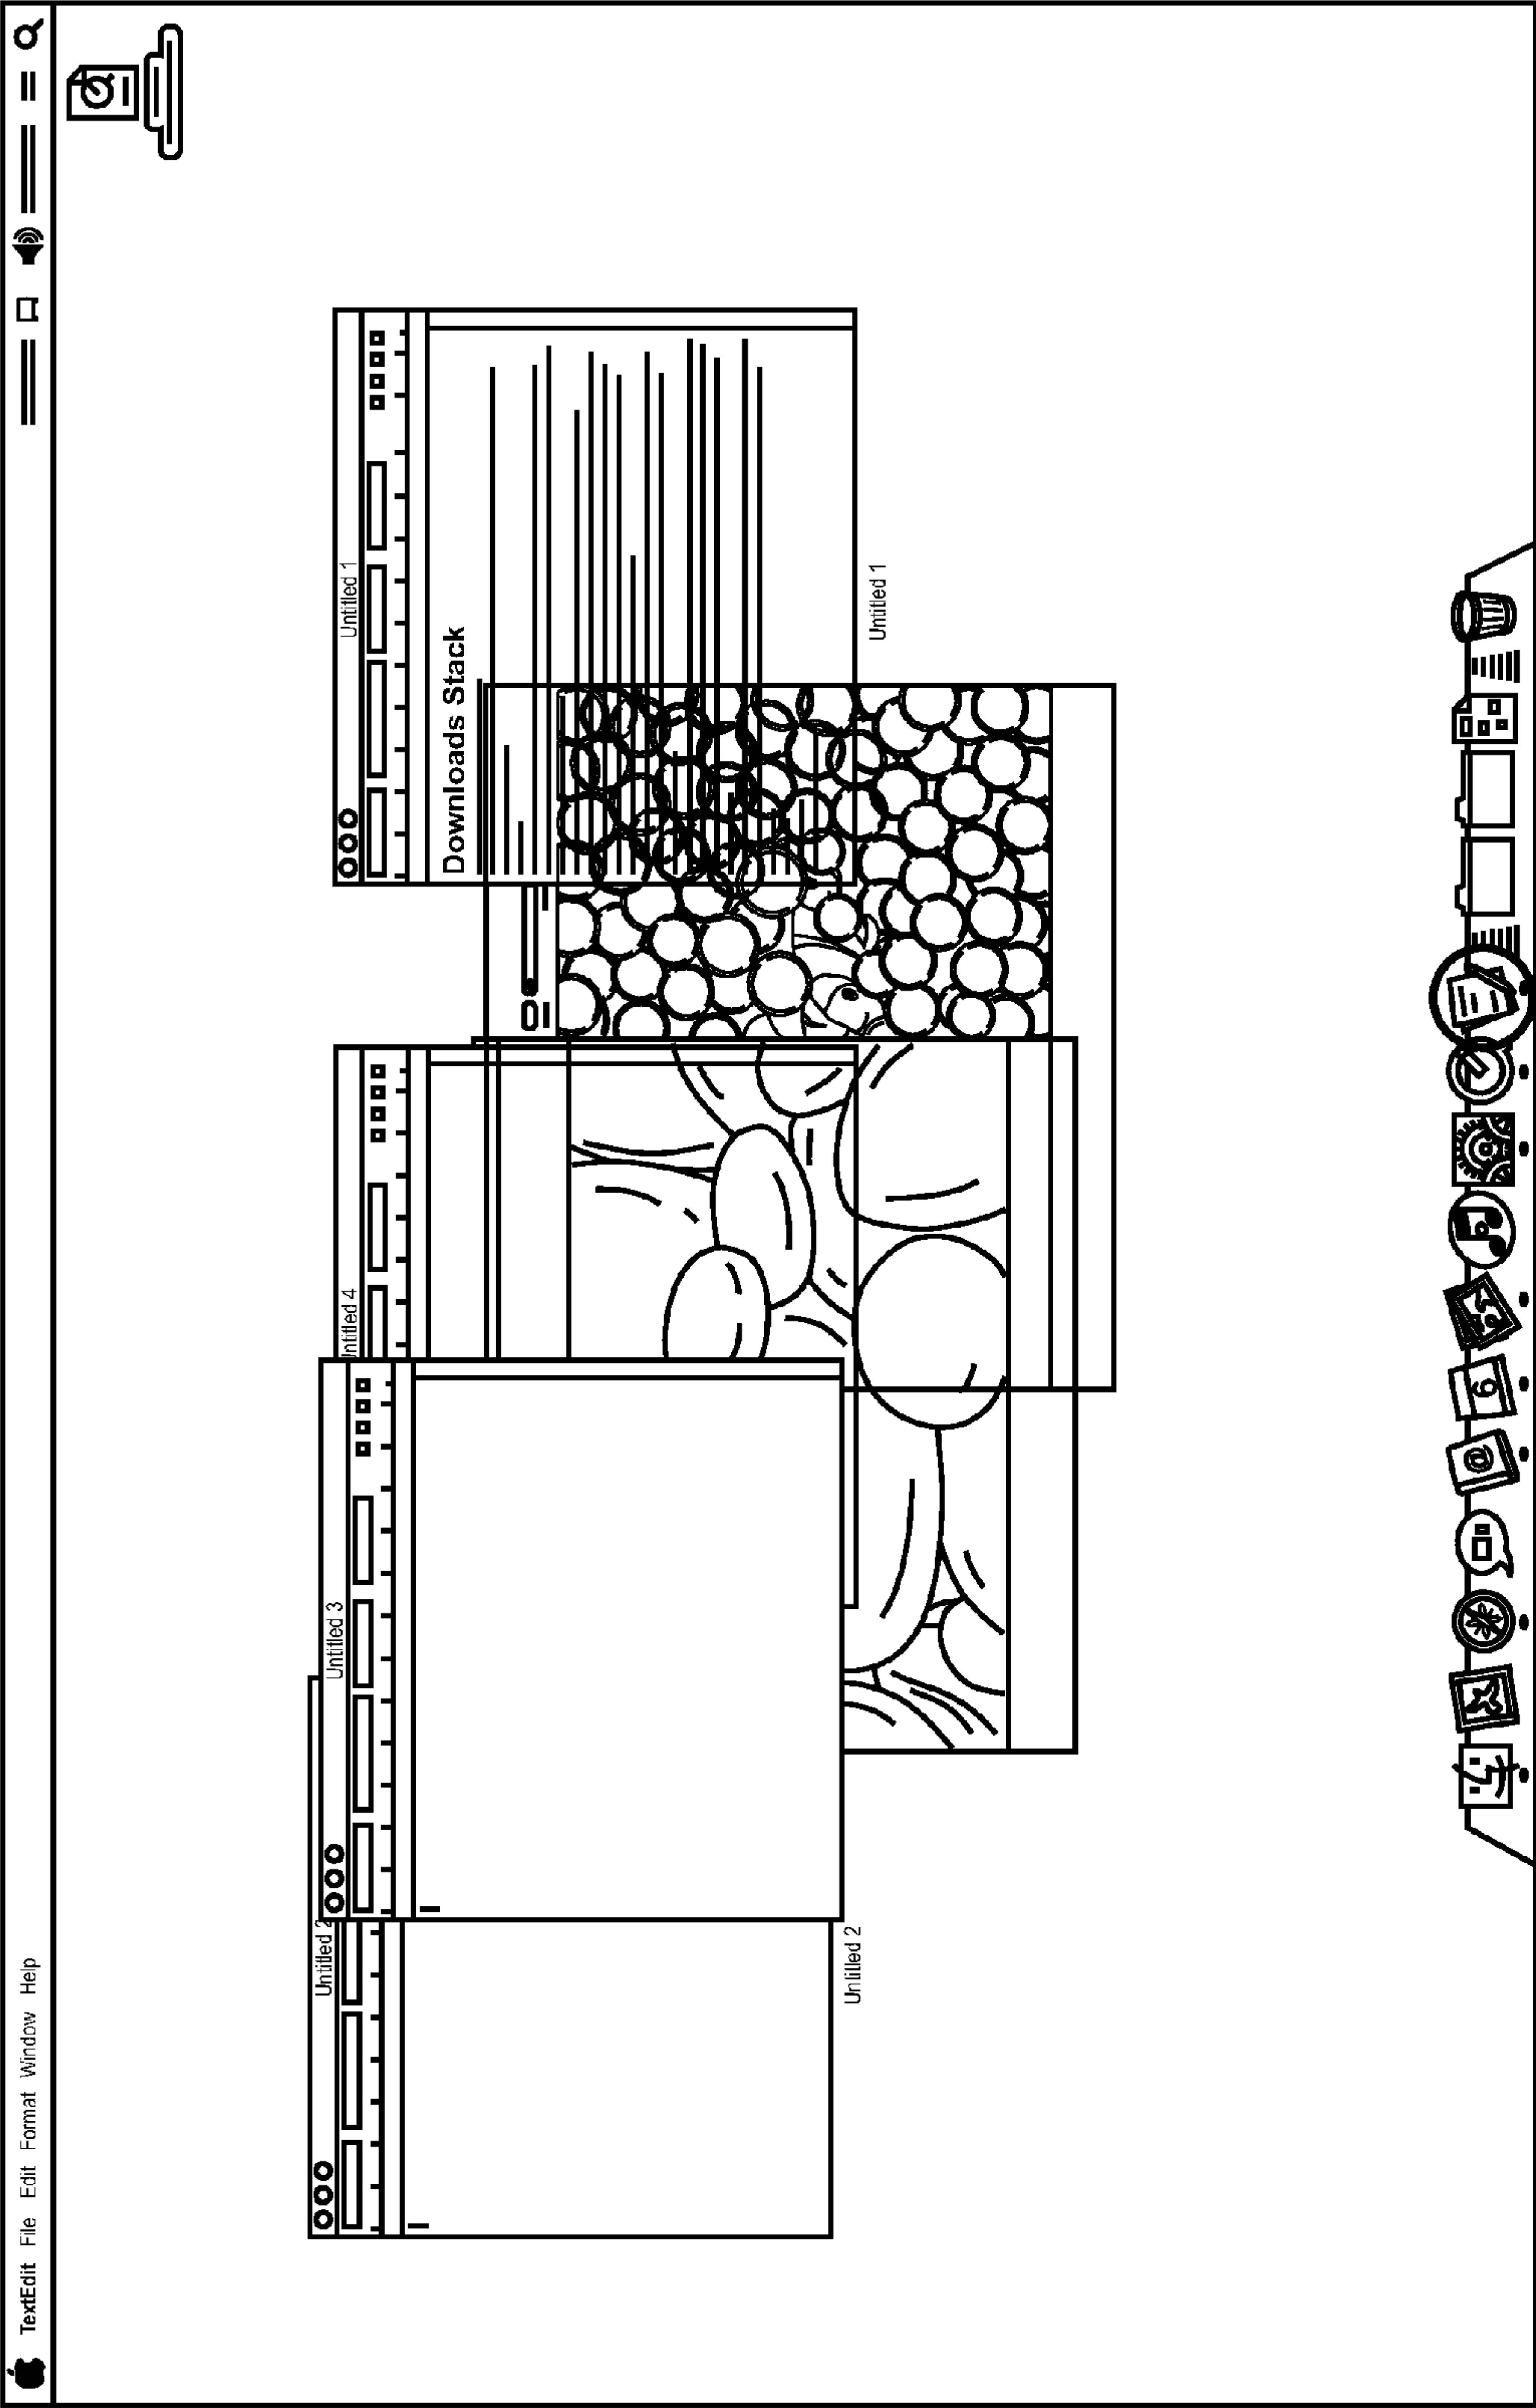 TextEdit File Edit Format Window Help
Untitled 2
Untitled 3
Untitled 4
Untitled 1
Downloads Stack
Untitled 2
Untitled 1
@
9